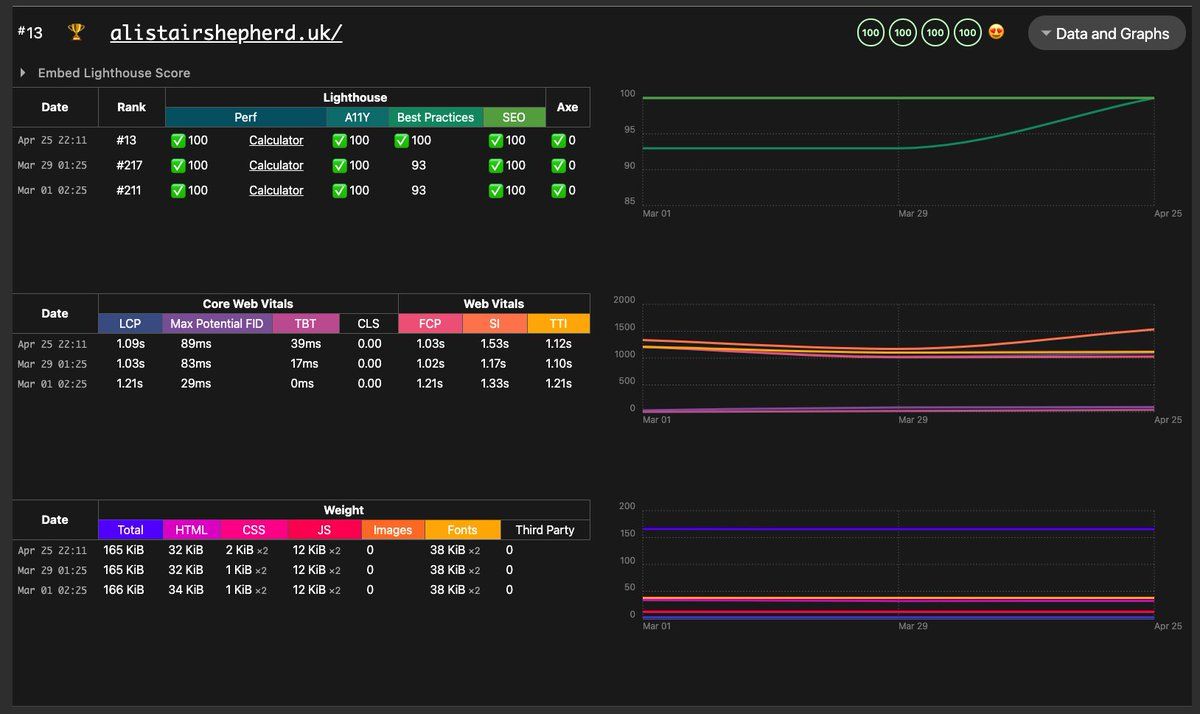 #13 🏆 alistairshepherd.uk/ 100 100 100 100 😍 Data and Graphs
Embed Lighthouse Score
Date Rank Lighthouse Axe
Perf A11Y Best Practices SEO
Apr 25 22:11 #13 ✅ 100 Calculator ✅ 100 ✅ 100 ✅ 100 ✅ 0
Mar 29 01:25 #217 ✅ 100 Calculator ✅ 100 93 ✅ 100 ✅ 0
Mar 01 02:25 #211 ✅ 100 Calculator ✅ 100 93 ✅ 100 ✅ 0
100
95
90
85
Mar 01 Mar 29 Apr 25
Date Core Web Vitals Web Vitals
LCP Max Potential FID TBT CLS FCP SI TTI
Apr 25 22:11 1.09s 89ms 39ms 0.00 1.03s 1.53s 1.12s
Mar 29 01:25 1.03s 83ms 17ms 0.00 1.02s 1.17s 1.10s
Mar 01 02:25 1.21s 29ms 0ms 0.00 1.21s 1.33s 1.21s
2000
1500
1000
500
0
Mar 01 Mar 29 Apr 25
Date Weight
Total HTML CSS JS Images Fonts Third Party
Apr 25 22:11 165 KiB 32 KiB 2 KiB ×2 12 KiB ×2 0 38 KiB ×2 0
Mar 29 01:25 165 KiB 32 KiB 1 KiB ×2 12 KiB ×2 0 38 KiB ×2 0
Mar 01 02:25 166 KiB 34 KiB 1 KiB ×2 12 KiB ×2 0 38 KiB ×2 0
200
150
100
50
0
Mar 01 Mar 29 Apr 25